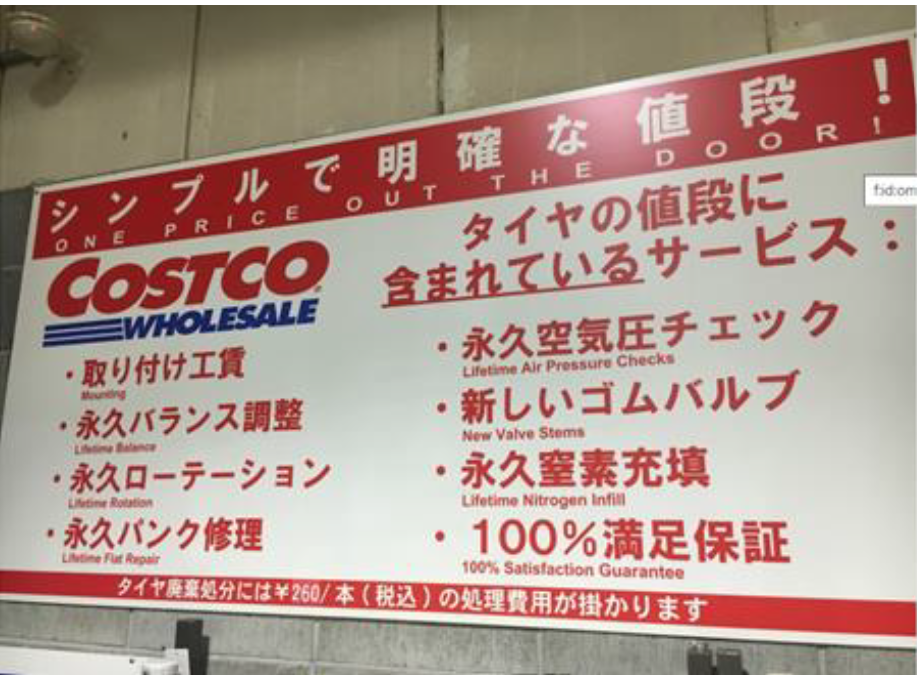 シンプルで明確な値段!
ONE PRICE OUT THE DOOR!
COSTCO
WHOLESALE
・取り付け工賃
Mounting
・永久バランス調整
Lifetime Balance
・永久ローテーション
Lifetime Rotation
・永久パンク修理
Lifetime Flat Repair
タイヤの値段に
含まれているサービス：
・永久空気圧チェック
Lifetime Air Pressure Checks
・新しいゴムバルブ
New Valve Stems
・永久窒素充填
Lifetime Nitrogen Infill
・100%満足保証
100% Satisfaction Guarantee
タイヤ廃棄処分には￥260/本(税込)の処理費用が掛かります